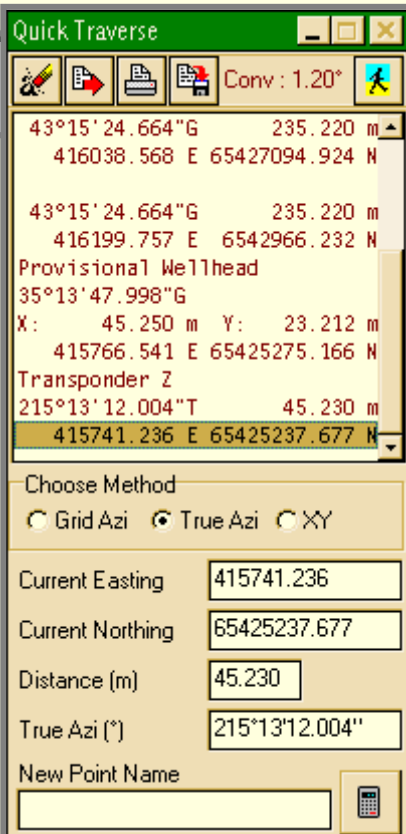 Quick Traverse
Conv : 1.20°
43°15'24.664"G 235.220 m
416038.568 E 65427094.924 N
43°15'24.664"G 235.220 m
416199.757 E 6542966.232 N
Provisional Wellhead
35°13'47.998"G
X: 45.250 m Y: 23.212 m
415766.541 E 65425275.166 N
Transponder Z
215°13'12.004"T 45.230 m
415741.236 E 65425237.677 N
Choose Method
Grid Azi True Azi XY
Current Easting 415741.236
Current Northing 65425237.677
Distance (m) 45.230
True Azi (°) 215°13'12.004"
New Point Name